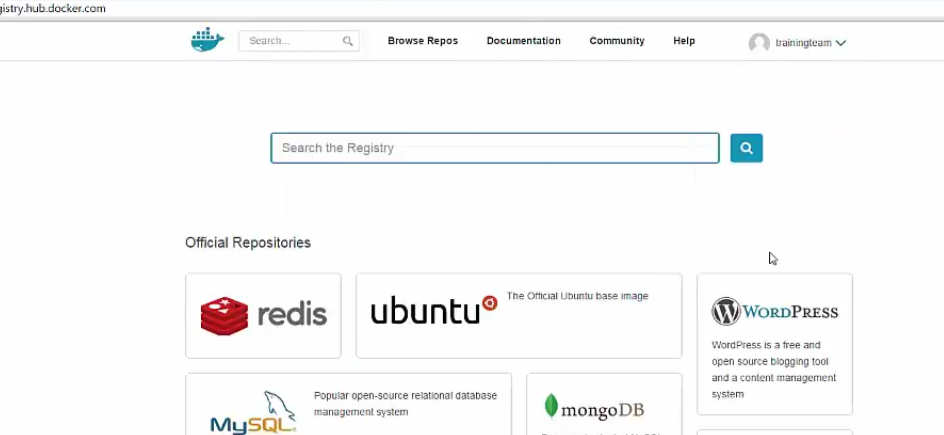 gistry.hub.docker.com
Search...
Browse Repos
Documentation
Community
Help
trainingteam
Search the Registry
Official Repositories
redis
ubuntu
The Official Ubuntu base image
WORDPRESS
WordPress is a free and
open source blogging tool
and a content management
system
MySQL
Popular open-source relational database
management system
mongoDB